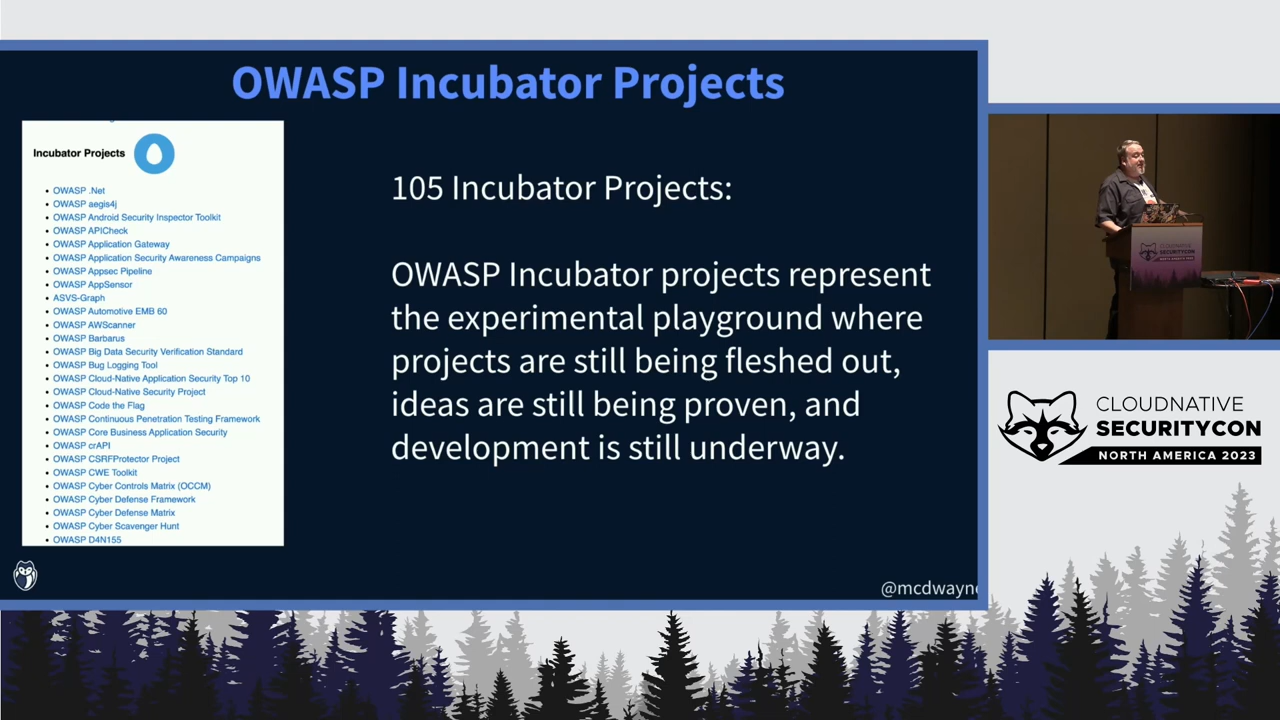 OWASP Incubator Projects
Incubator Projects
OWASP .Net
OWASP aegis4j
OWASP Android Security Inspector Toolkit
OWASP APICheck
OWASP Application Gateway
OWASP Application Security Awareness Campaigns
OWASP Appsec Pipeline
OWASP AppSensor
ASVS-Graph
OWASP Automotive EMB 60
OWASP AWScanner
OWASP Barbarus
OWASP Big Data Security Verification Standard
OWASP Bug Logging Tool
OWASP Cloud-Native Application Security Top 10
OWASP Cloud-Native Security Project
OWASP Code the Flag
OWASP Continuous Penetration Testing Framework
OWASP Core Business Application Security
OWASP crAPI
OWASP CSRFProtector Project
OWASP CWE Toolkit
OWASP Cyber Controls Matrix (OCCM)
OWASP Cyber Defense Framework
OWASP Cyber Defense Matrix
OWASP Cyber Scavenger Hunt
OWASP D4N155
105 Incubator Projects:
OWASP Incubator projects represent
the experimental playground where
projects are still being fleshed out,
ideas are still being proven, and
development is still underway.
@mcdwayne
CLOUDNATIVE
SECURITYCON
NORTH AMERICA 2023
CLOUDNATIVE
SECURITYCON
NORTH AMERICA 2023